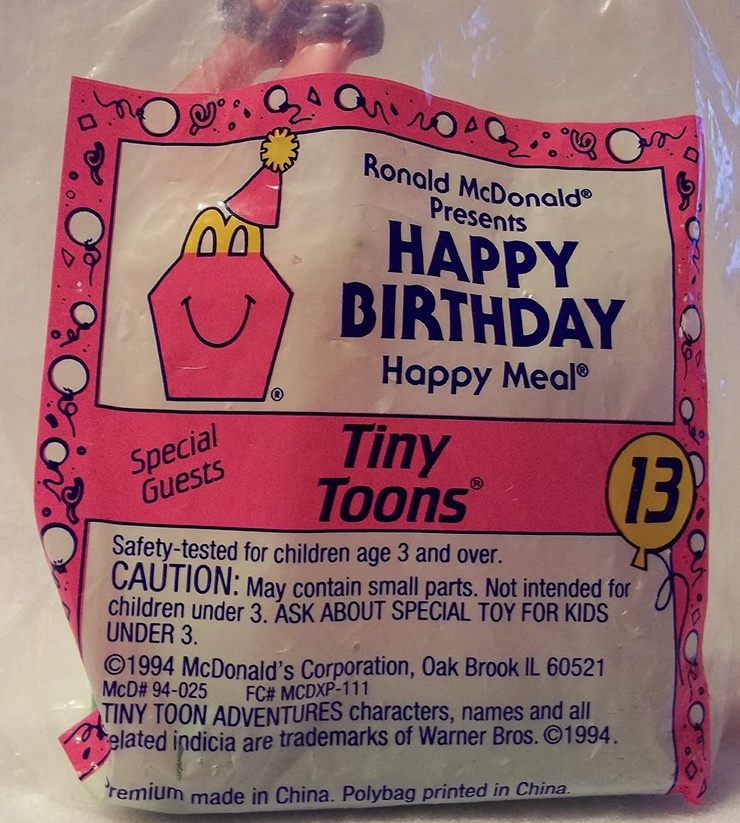 Ronald McDonald®
Presents
HAPPY
BIRTHDAY
Happy Meal®
®
Special
Guests
Tiny
Toons®
13
Safety-tested for children age 3 and over.
CAUTION: May contain small parts. Not intended for
children under 3. ASK ABOUT SPECIAL TOY FOR KIDS
UNDER 3.
©1994 McDonald's Corporation, Oak Brook IL 60521
McD# 94-025 FC# MCDXP-111
TINY TOON ADVENTURES characters, names and all
related indicia are trademarks of Warner Bros. ©1994.
Premium made in China. Polybag printed in China.